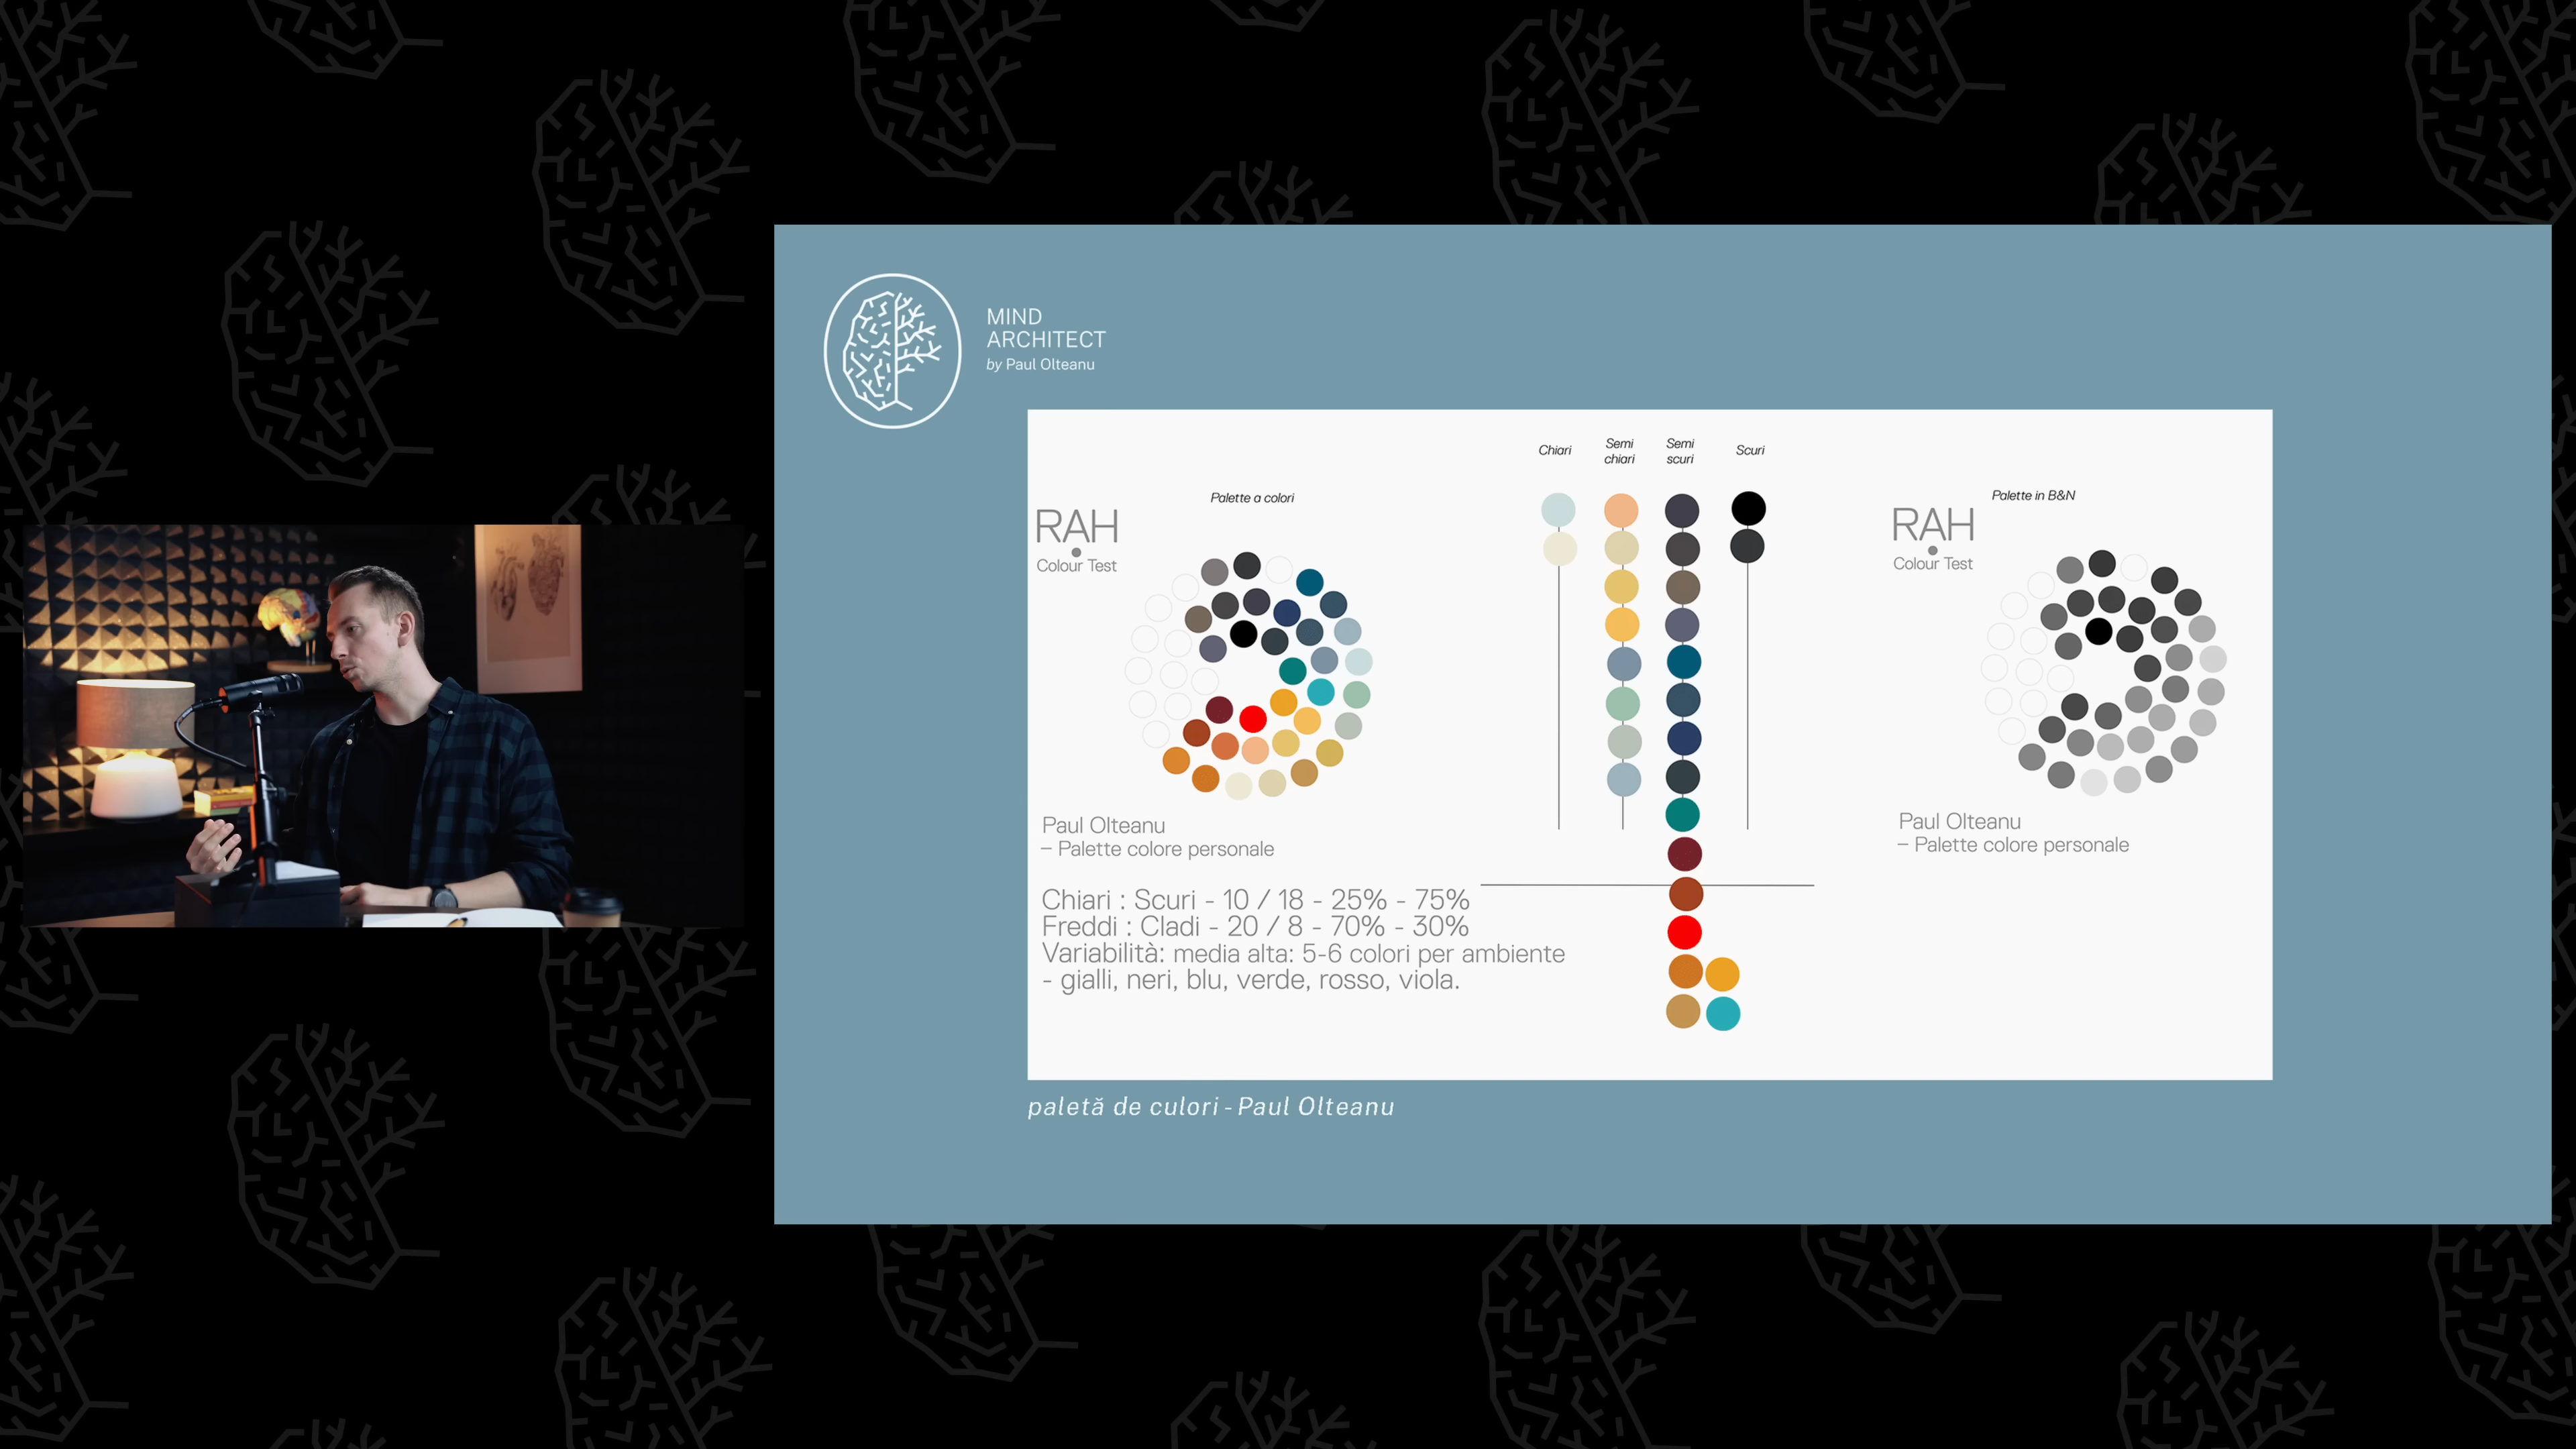 MIND
ARCHITECT
by Paul Olteanu
Chiari
Semi
chiari
Semi
scuri
Scuri
Palette a colori
RAH
Colour Test
Paul Olteanu
– Palette colore personale
Chiari : Scuri - 10 / 18 - 25% - 75%
Freddi : Cladi - 20 / 8 - 70% - 30%
Variabilità: media alta: 5-6 colori per ambiente
- gialli, neri, blu, verde, rosso, viola.
Palette in B&N
RAH
Colour Test
Paul Olteanu
– Palette colore personale
paletă de culori - Paul Olteanu